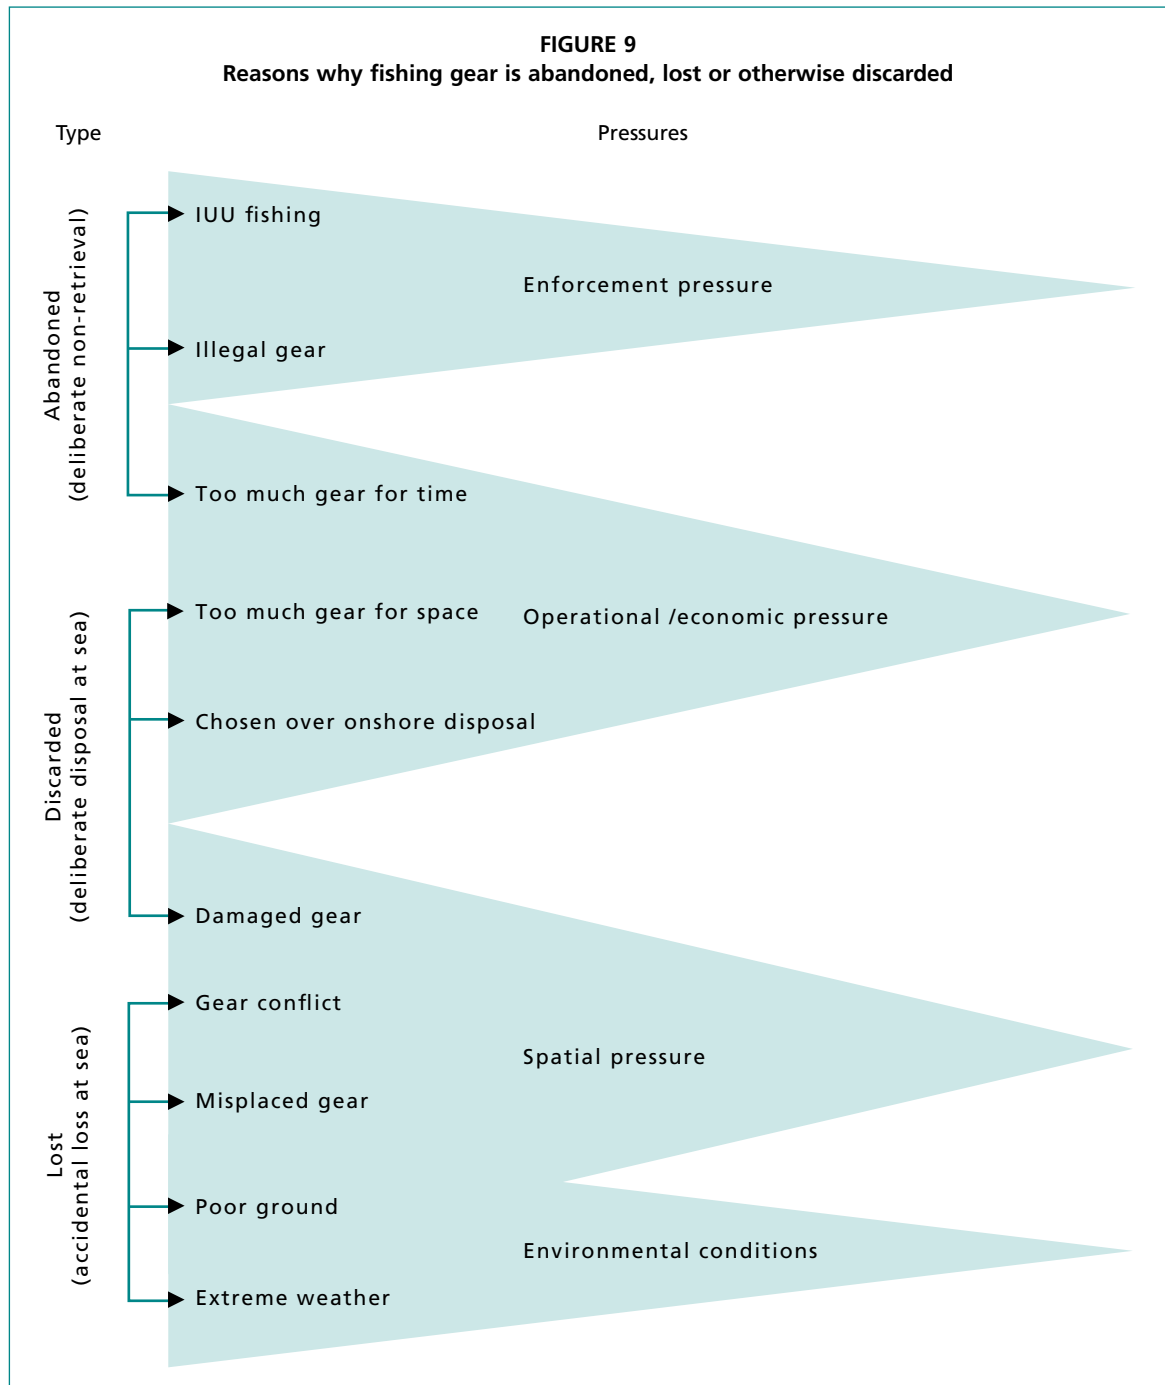 FIGURE 9
Reasons why fishing gear is abandoned, lost or otherwise discarded
Type
Pressures
Abandoned
(deliberate non-retrieval)
IUU fishing
Enforcement pressure
Illegal gear
Too much gear for time
Discarded
(deliberate disposal at sea)
Too much gear for space
Operational /economic pressure
Chosen over onshore disposal
Damaged gear
Lost
(accidental loss at sea)
Gear conflict
Spatial pressure
Misplaced gear
Poor ground
Environmental conditions
Extreme weather